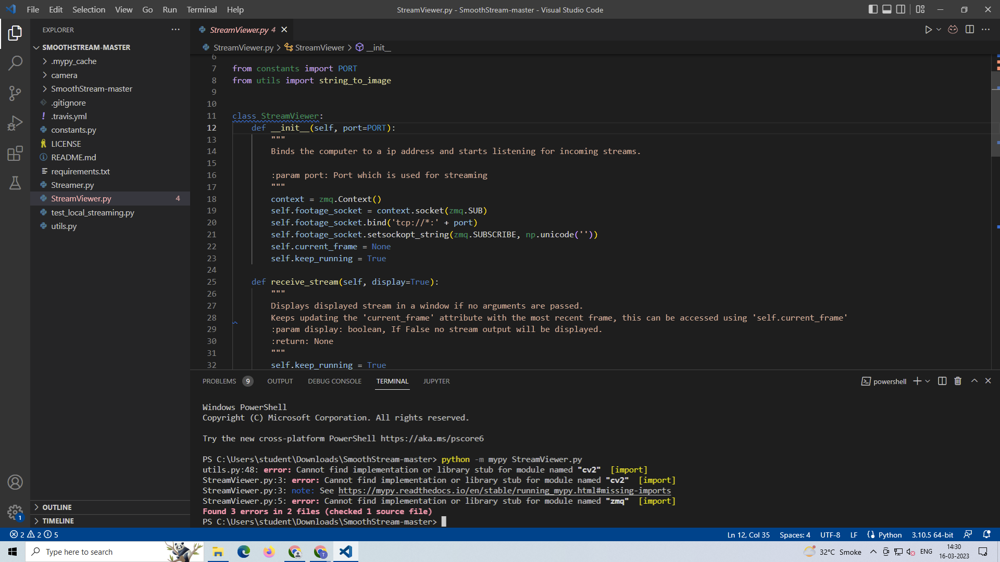 File Edit Selection View Go Run Terminal Help
StreamViewer.py - SmoothStream-master - Visual Studio Code
EXPLORER
SMOOTHSTREAM-MASTER
.mypy_cache
camera
SmoothStream-master
.gitignore
.travis.yml
constants.py
LICENSE
README.md
requirements.txt
Streamer.py
StreamViewer.py 4
test_local_streaming.py
utils.py
OUTLINE
TIMELINE
1
StreamViewer.py 4
StreamViewer.py > StreamViewer > __init__
6
7 from constants import PORT
8 from utils import string_to_image
9
10
11 class StreamViewer:
12 def __init__(self, port=PORT):
13 """
14 Binds the computer to a ip address and starts listening for incoming streams.
15
16 :param port: Port which is used for streaming
17 """
18 context = zmq.Context()
19 self.footage_socket = context.socket(zmq.SUB)
20 self.footage_socket.bind('tcp://*:' + port)
21 self.footage_socket.setsockopt_string(zmq.SUBSCRIBE, np.unicode(''))
22 self.current_frame = None
23 self.keep_running = True
24
25 def receive_stream(self, display=True):
26 """
27 Displays displayed stream in a window if no arguments are passed.
28 Keeps updating the 'current_frame' attribute with the most recent frame, this can be accessed using 'self.current_frame'
29 :param display: boolean, If False no stream output will be displayed.
30 :return: None
31 """
32 self.keep_running = True
PROBLEMS 9 OUTPUT DEBUG CONSOLE TERMINAL JUPYTER
powershell
Windows PowerShell
Copyright (C) Microsoft Corporation. All rights reserved.
Try the new cross-platform PowerShell https://aka.ms/pscore6
PS C:\Users\student\Downloads\SmoothStream-master> python -m mypy StreamViewer.py
utils.py:48: error: Cannot find implementation or library stub for module named "cv2"  [import]
StreamViewer.py:3: error: Cannot find implementation or library stub for module named "cv2"  [import]
StreamViewer.py:3: note: See https://mypy.readthedocs.io/en/stable/running_mypy.html#missing-imports
StreamViewer.py:5: error: Cannot find implementation or library stub for module named "zmq"  [import]
Found 3 errors in 2 files (checked 1 source file)
PS C:\Users\student\Downloads\SmoothStream-master>
2 2 5
Ln 12, Col 35 Spaces: 4 UTF-8 LF Python 3.10.5 64-bit
Type here to search
T
32°C Smoke
ENG
14:30
16-03-2023